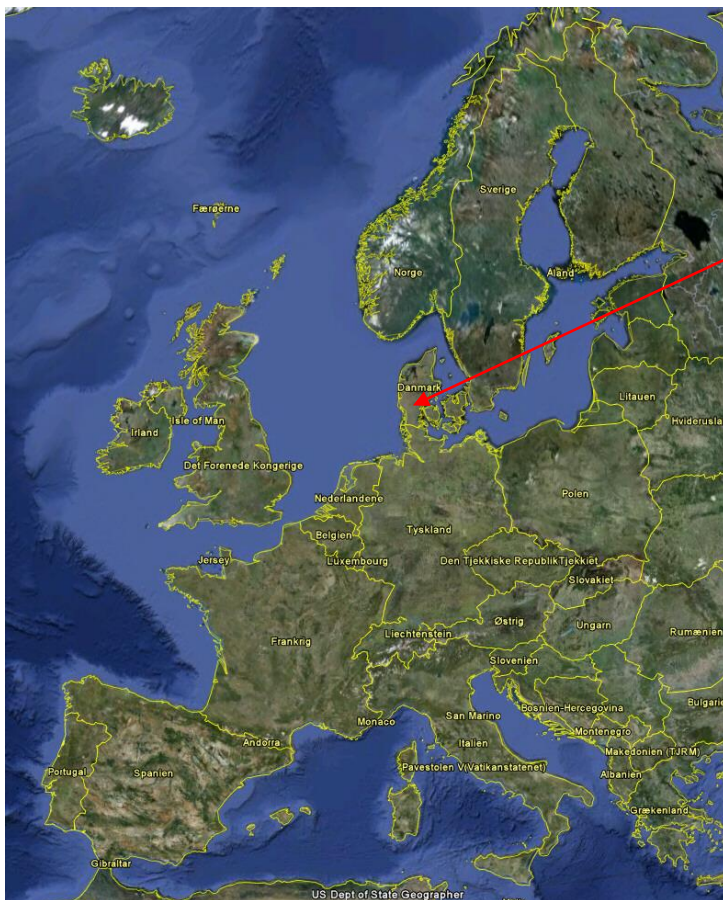 Færøerne
Sverige
Norge
Åland
Danmark
Litauen
Hviderusla
Isle of Man
Irland
Det Forenede Kongerige
Nederlandene
Polen
Belgien
Tyskland
Jersey
Luxembourg
Den Tjekkiske RepublikTjekkiet
Slovakiet
Østrig
Ungarn
Rumænien
Frankrig
Liechtenstein
Slovenien
Bosnien-Hercegovina
Bulgarie
Monaco
San Marino
Montenegro
Andorra
Italien
Makedonien (TJRM)
Portugal
Spanien
Pavestolen V(Vatikanstatenet)
Albanien
Grækenland
Gibraltar
US Dept of State Geographer